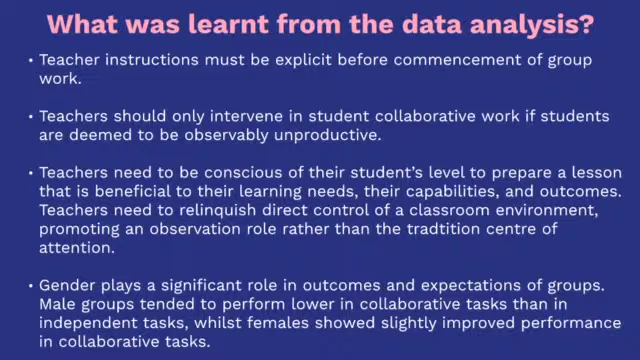 What was learnt from the data analysis?
• Teacher instructions must be explicit before commencement of group
work.
• Teachers should only intervene in student collaborative work if students
are deemed to be observably unproductive.
• Teachers need to be conscious of their student's level to prepare a lesson
that is beneficial to their learning needs, their capabilities, and outcomes.
Teachers need to relinquish direct control of a classroom environment,
promoting an observation role rather than the tradtition centre of
attention.
• Gender plays a significant role in outcomes and expectations of groups.
Male groups tended to perform lower in collaborative tasks than in
independent tasks, whilst females showed slightly improved performance
in collaborative tasks.